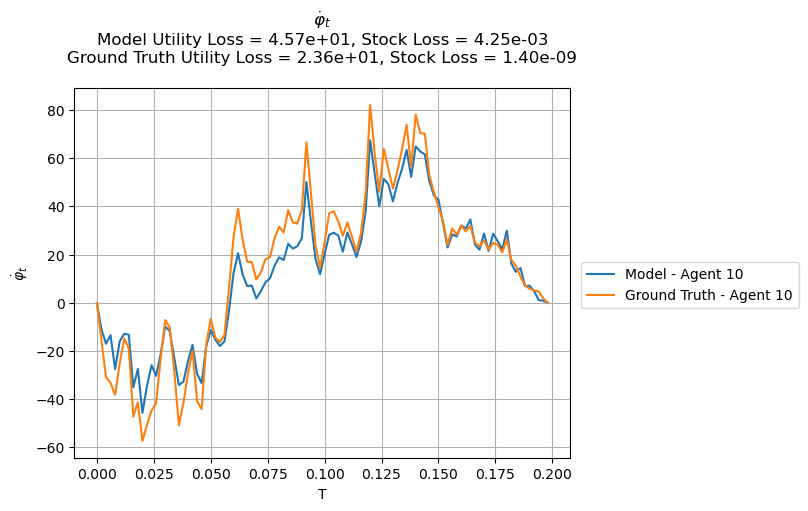 φ̇ₜ
Model Utility Loss = 4.57e+01, Stock Loss = 4.25e-03
Ground Truth Utility Loss = 2.36e+01, Stock Loss = 1.40e-09
80
60
40
20
0
−20
−40
−60
φ̇ₜ
0.000 0.025 0.050 0.075 0.100 0.125 0.150 0.175 0.200
T
Model - Agent 10
Ground Truth - Agent 10